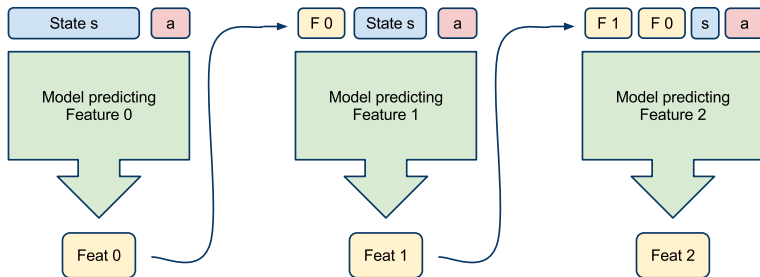 State s a F 0 State s a F 1 F 0 s a
Model predicting
Feature 0
Model predicting
Feature 1
Model predicting
Feature 2
Feat 0 Feat 1 Feat 2